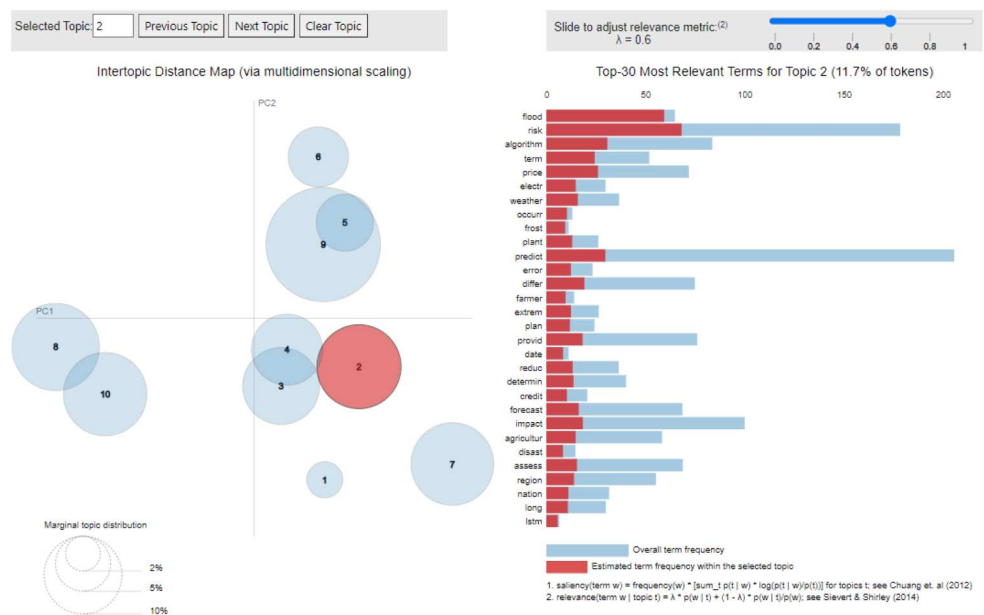 Selected Topic: 2 Previous Topic Next Topic Clear Topic
Slide to adjust relevance metric:(2)
λ = 0.6
0.0 0.2 0.4 0.6 0.8 1
Intertopic Distance Map (via multidimensional scaling)
PC2
PC1
6
5
9
8
4
2
3
10
7
1
Marginal topic distribution
2%
5%
10%
Top-30 Most Relevant Terms for Topic 2 (11.7% of tokens)
0 50 100 150 200
flood
risk
algorithm
term
price
electr
weather
occurr
frost
plant
predict
error
differ
farmer
extrem
plan
provid
date
reduc
determin
credit
forecast
impact
agricultur
disast
assess
region
nation
long
lstm
Overall term frequency
Estimated term frequency within the selected topic
1. saliency(term w) = frequency(w) * [sum_t p(t | w) * log(p(t | w)/p(t))] for topics t; see Chuang et. al (2012)
2. relevance(term w | topic t) = λ * p(w | t) + (1 - λ) * p(w | t)/p(w); see Sievert & Shirley (2014)